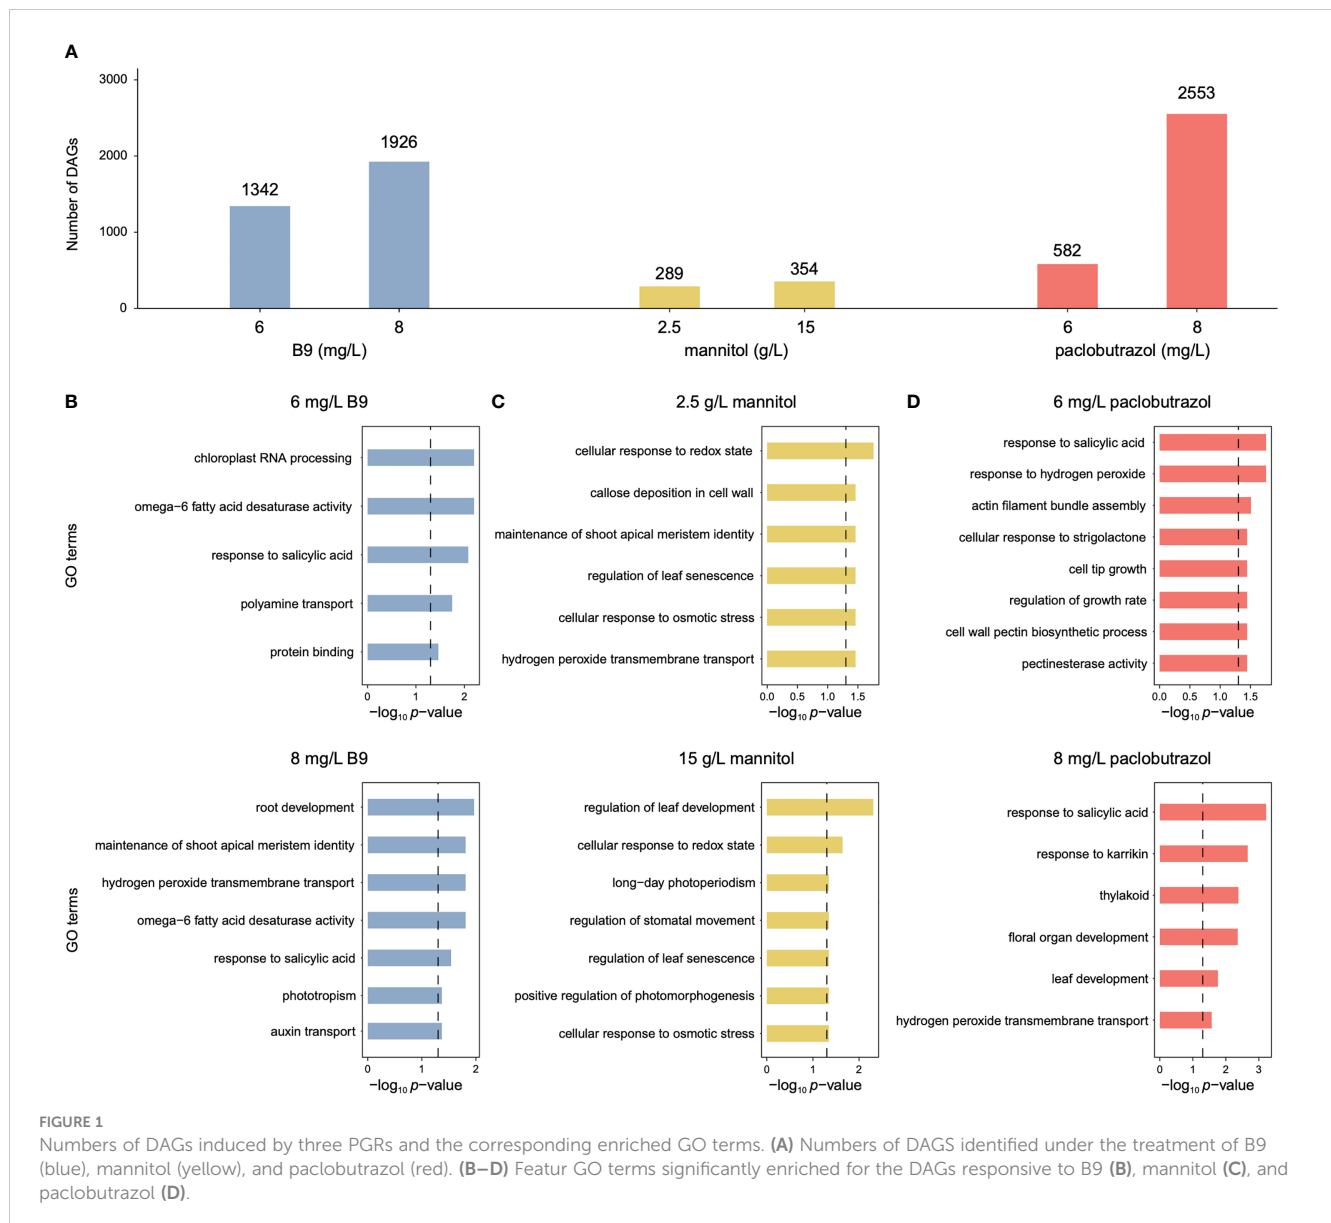 A
Number of DAGs
3000
2000
1000
0
1342
1926
289
354
582
2553
6
8
2.5
15
6
8
B9 (mg/L)
mannitol (g/L)
paclobutrazol (mg/L)
B
6 mg/L B9
GO terms
chloroplast RNA processing
omega−6 fatty acid desaturase activity
response to salicylic acid
polyamine transport
protein binding
0 1 2
−log10 p−value
8 mg/L B9
GO terms
root development
maintenance of shoot apical meristem identity
hydrogen peroxide transmembrane transport
omega−6 fatty acid desaturase activity
response to salicylic acid
phototropism
auxin transport
0 1 2
−log10 p−value
C
2.5 g/L mannitol
cellular response to redox state
callose deposition in cell wall
maintenance of shoot apical meristem identity
regulation of leaf senescence
cellular response to osmotic stress
hydrogen peroxide transmembrane transport
0.0 0.5 1.0 1.5
−log10 p−value
15 g/L mannitol
regulation of leaf development
cellular response to redox state
long−day photoperiodism
regulation of stomatal movement
regulation of leaf senescence
positive regulation of photomorphogenesis
cellular response to osmotic stress
0 1 2
−log10 p−value
D
6 mg/L paclobutrazol
response to salicylic acid
response to hydrogen peroxide
actin filament bundle assembly
cellular response to strigolactone
cell tip growth
regulation of growth rate
cell wall pectin biosynthetic process
pectinesterase activity
0.0 0.5 1.0 1.5
−log10 p−value
8 mg/L paclobutrazol
response to salicylic acid
response to karrikin
thylakoid
floral organ development
leaf development
hydrogen peroxide transmembrane transport
0 1 2 3
−log10 p−value
FIGURE 1
Numbers of DAGs induced by three PGRs and the corresponding enriched GO terms. (A) Numbers of DAGS identified under the treatment of B9
(blue), mannitol (yellow), and paclobutrazol (red). (B–D) Featur GO terms significantly enriched for the DAGs responsive to B9 (B), mannitol (C), and
paclobutrazol (D).